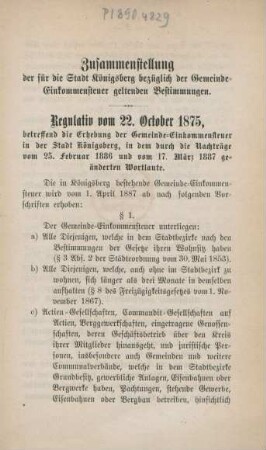 P1890.4829
Zusammenstellung
der für die Stadt Königsberg bezüglich der Gemeinde-
Einkommensteuer geltenden Bestimmungen.
Regulativ vom 22. October 1875,
betreffend die Erhebung der Gemeinde-Einkommensteuer
in der Stadt Königsberg, in dem durch die Nachträge
vom 25. Februar 1886 und vom 17. März 1887 ge-
änderten Wortlaute.
Die in Königsberg bestehende Gemeinde-Einkommen-
steuer wird vom 1. April 1887 ab nach folgenden Vor-
schriften erhoben:
§ 1.
Der Gemeinde-Einkommensteuer unterliegen:
a) Alle Diejenigen, welche in dem Stadtbezirke nach
den Bestimmungen der Gesetze ihren Wohnsitz haben
(§ 3 Abs. 2 der Städteordnung vom 30. Mai 1853).
b) Alle Diejenigen, welche, auch ohne im Stadtbezirk zu
wohnen, sich länger als drei Monate in demselben
aufhalten (§ 8 des Freizügigkeitsgesetzes vom 1. No-
vember 1867).
c) Actien-Gesellschaften, Commandit-Gesellschaften auf
Actien, Berggewerkschaften, eingetragene Genossen-
schaften, deren Geschäftsbetrieb über den Kreis
ihrer Mitglieder hinausgeht, und juristische Per-
sonen, insbesondere auch Gemeinden und weitere
Communalverbände, welche in dem Stadtbezirke
Grundbesitz, gewerbliche Anlagen, Eisenbahnen oder
Bergwerke haben, Pachtungen, stehende Gewerbe,
Eisenbahnen oder Bergbau betreiben, hinsichtlich